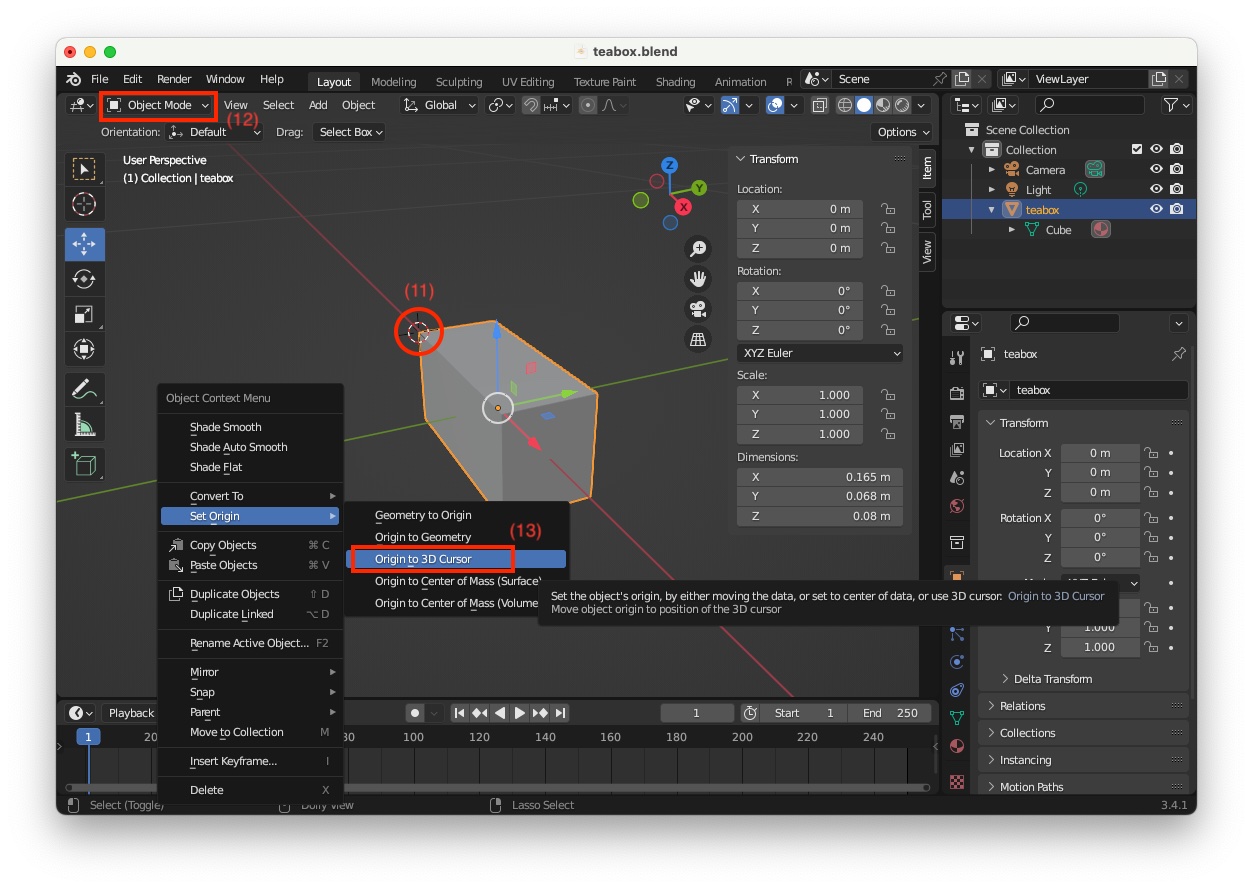 teabox.blend
File Edit Render Window Help Layout Modeling Sculpting UV Editing Texture Paint Shading Animation R Scene ViewLayer
Object Mode View Select Add Object Global
(12)
Orientation: Default Drag: Select Box Options
User Perspective
(1) Collection | teabox
Z
Y
X
(11)
Transform
Location:
X 0 m
Y 0 m
Z 0 m
Rotation:
X 0°
Y 0°
Z 0°
XYZ Euler
Scale:
X 1.000
Y 1.000
Z 1.000
Dimensions:
X 0.165 m
Y 0.068 m
Z 0.08 m
Item
Tool
View
Scene Collection
Collection
Camera
Light
teabox
Cube
teabox
teabox
Transform
Location X 0 m
Y 0 m
Z 0 m
Rotation X 0°
Y 0°
Z 0°
Y 1.000
Z 1.000
Delta Transform
Relations
Collections
Instancing
Motion Paths
Object Context Menu
Shade Smooth
Shade Auto Smooth
Shade Flat
Convert To
Set Origin
Copy Objects ⌘ C
Paste Objects ⌘ V
Duplicate Objects ⇧ D
Duplicate Linked ⌥ D
Rename Active Object... F2
Mirror
Snap
Parent
Move to Collection M
Insert Keyframe... I
Delete X
Geometry to Origin
(13)
Origin to Geometry
Origin to 3D Cursor
Origin to Center of Mass (Surface)
Origin to Center of Mass (Volume
Set the object's origin, by either moving the data, or set to center of data, or use 3D cursor: Origin to 3D Cursor
Move object origin to position of the 3D cursor
Playback 1 Start 1 End 250
1 20 80 100 120 140 160 180 200 220 240
Select (Toggle) Dolly View Lasso Select 3.4.1